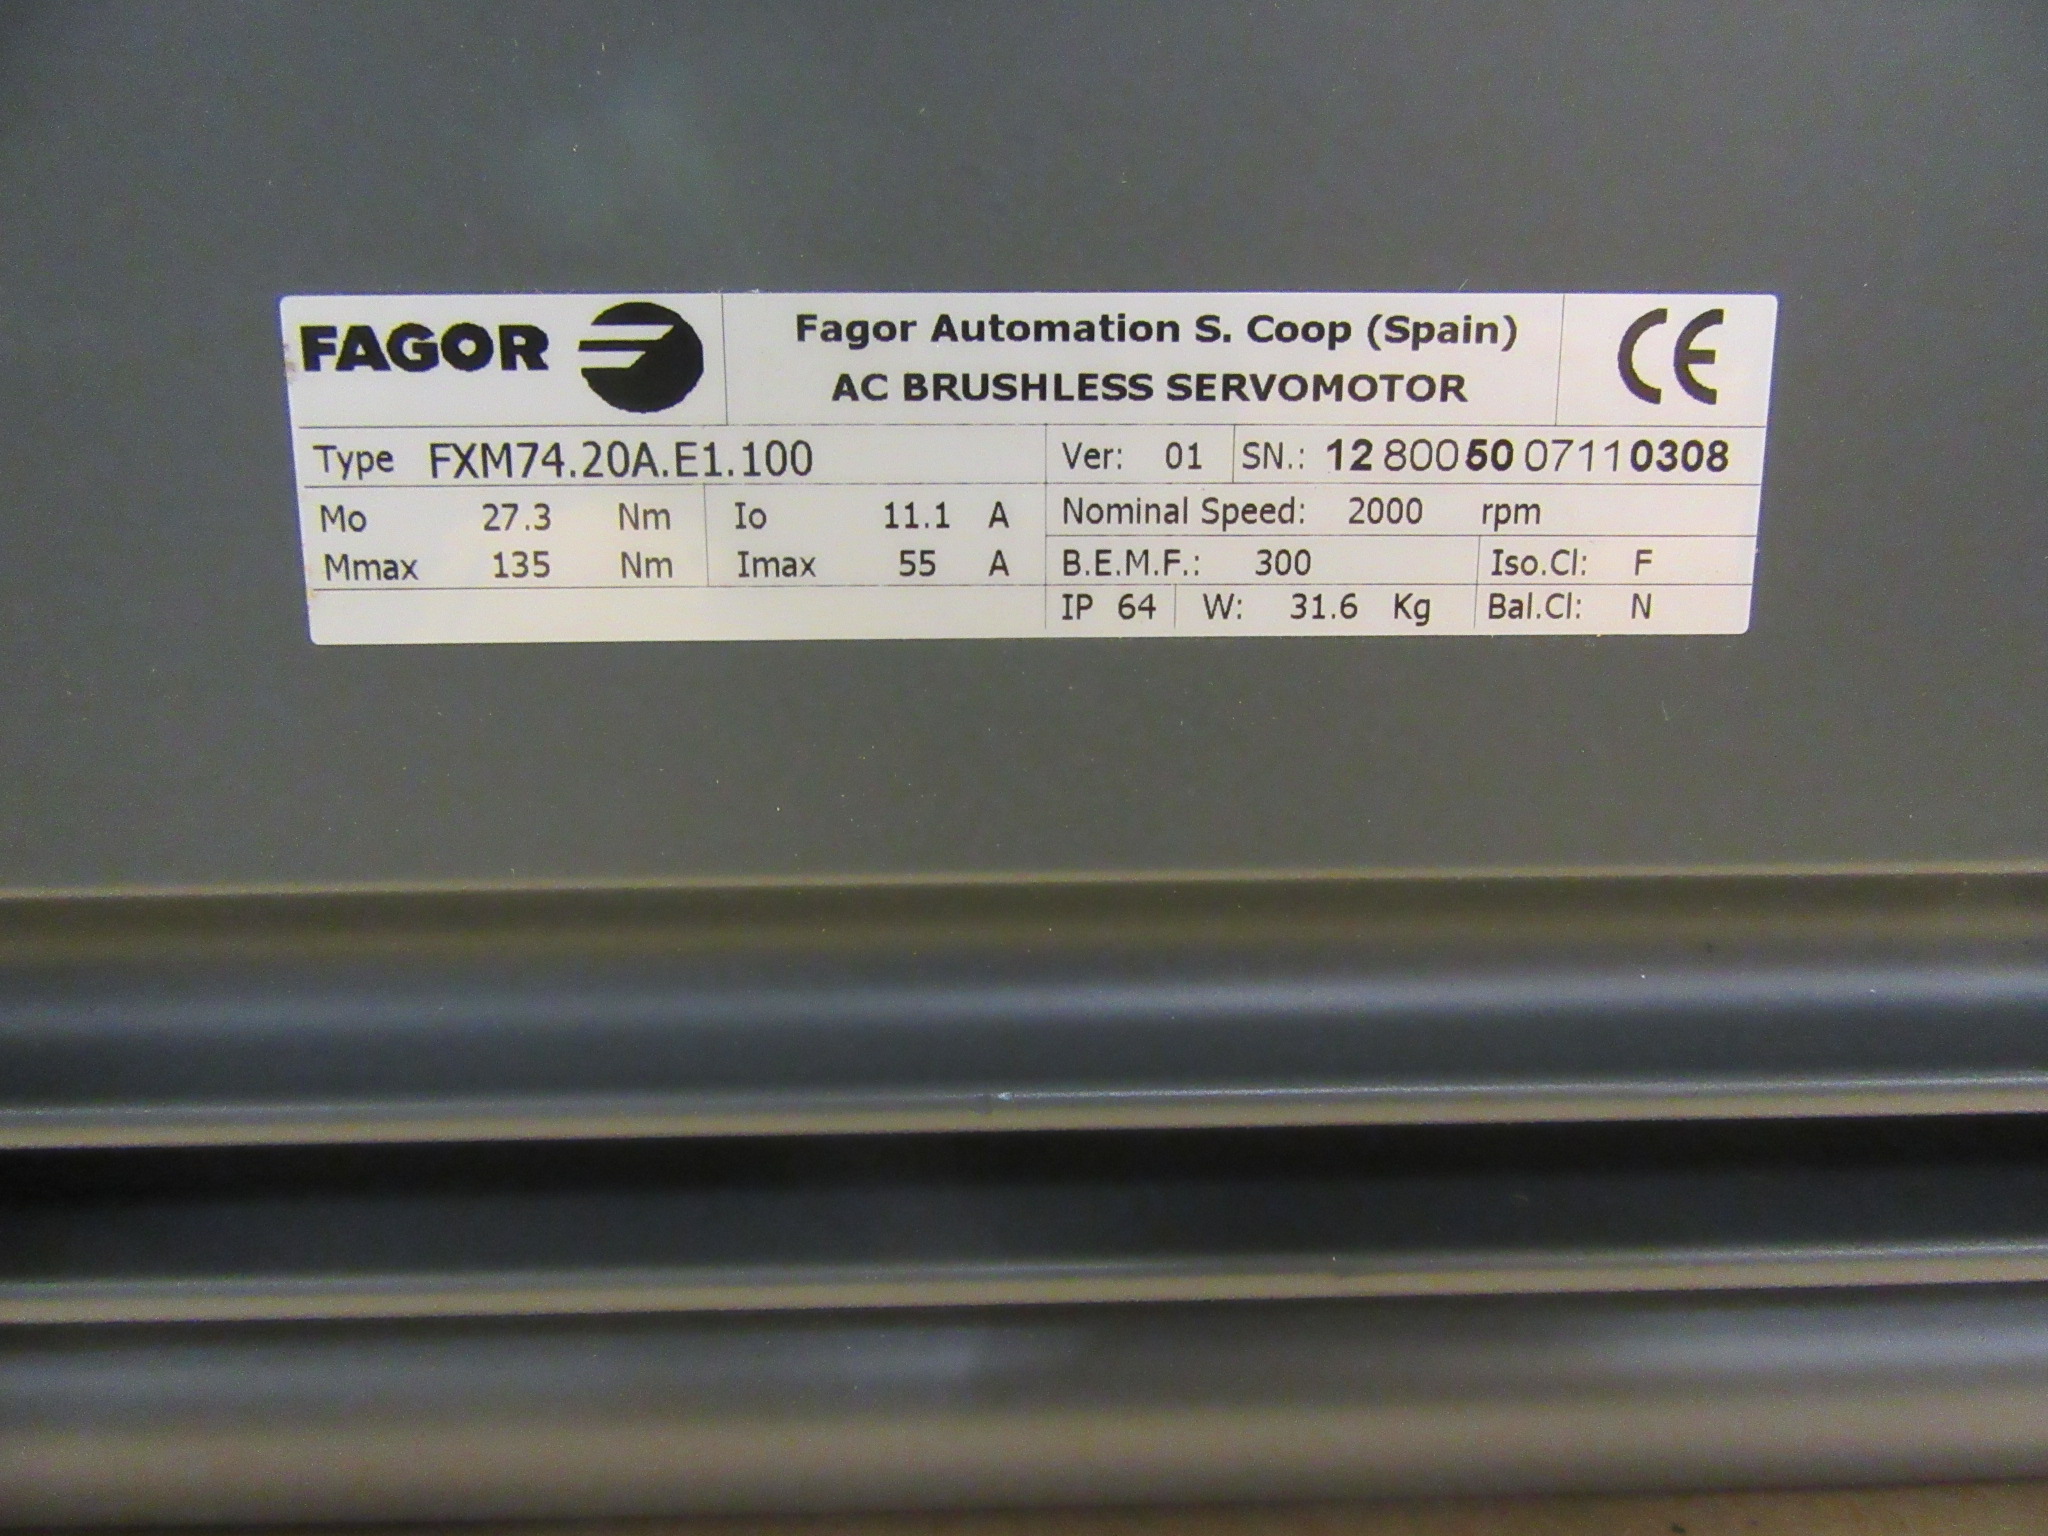 FAGOR
Fagor Automation S. Coop (Spain)
AC BRUSHLESS SERVOMOTOR
CE
Type FXM74.20A.E1.100 Ver: 01 SN.: 12 800 50 0711 0308
Mo 27.3 Nm Io 11.1 A Nominal Speed: 2000 rpm
Mmax 135 Nm Imax 55 A B.E.M.F.: 300 Iso.Cl: F
IP 64 W: 31.6 Kg Bal.Cl: N